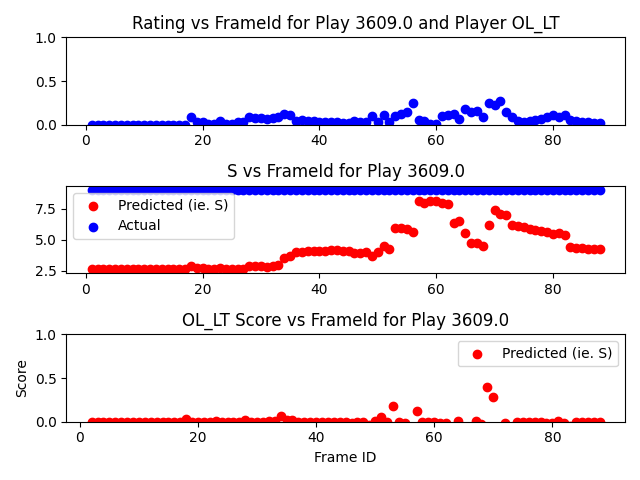 Rating vs FrameId for Play 3609.0 and Player OL_LT
1.0
0.5
0.0
0 20 40 60 80
S vs FrameId for Play 3609.0
7.5
5.0
2.5
Predicted (ie. S)
Actual
0 20 40 60 80
OL_LT Score vs FrameId for Play 3609.0
1.0
0.5
0.0
Score
Predicted (ie. S)
0 20 40 60 80
Frame ID